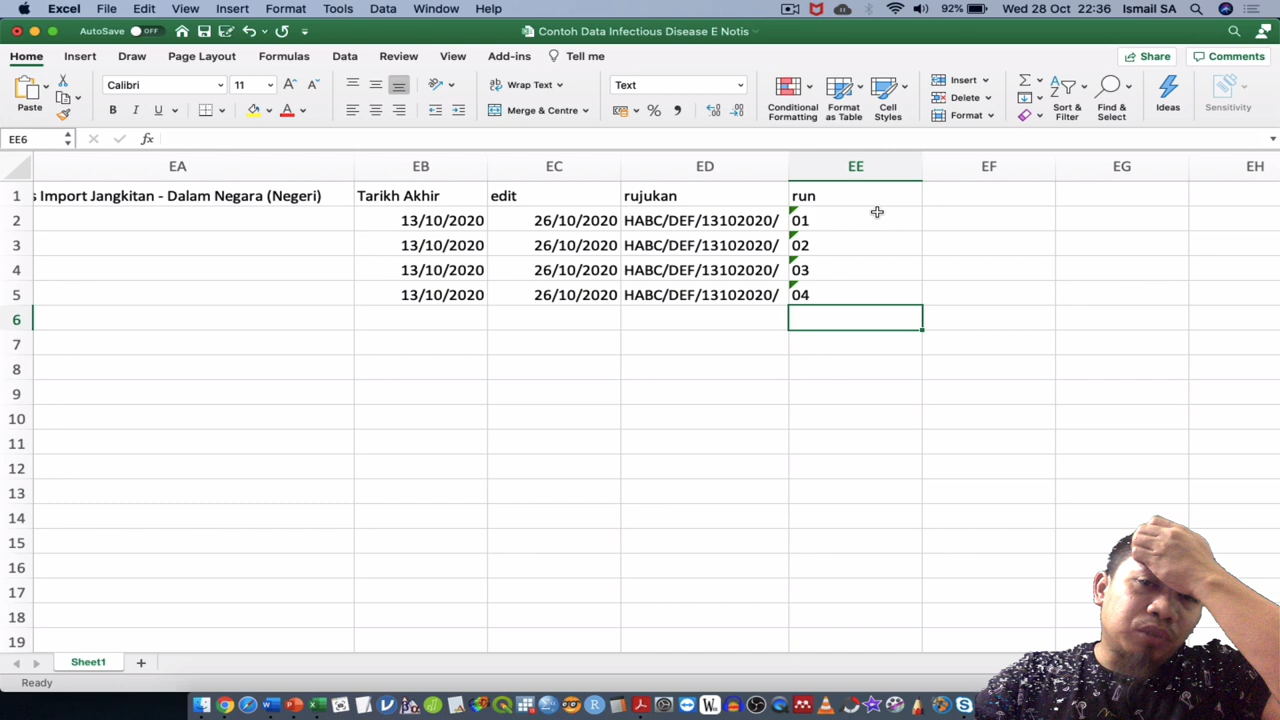 Excel File Edit View Insert Format Tools Data Window Help 92% Wed 28 Oct 22:36 Ismail SA
AutoSave OFF Contoh Data Infectious Disease E Notis
Home Insert Draw Page Layout Formulas Data Review View Add-ins Tell me Share Comments
Paste Calibri 11 A A Wrap Text Text Conditional Formatting Format as Table Cell Styles Insert Sort & Filter Find & Select Ideas Sensitivity
Delete
B I U A Merge & Centre % Format
EE6 fx
EA EB EC ED EE EF EG EH
1 s Import Jangkitan - Dalam Negara (Negeri) Tarikh Akhir edit rujukan run
2 13/10/2020 26/10/2020 HABC/DEF/13102020/ 01
3 13/10/2020 26/10/2020 HABC/DEF/13102020/ 02
4 13/10/2020 26/10/2020 HABC/DEF/13102020/ 03
5 13/10/2020 26/10/2020 HABC/DEF/13102020/ 04
6
7
8
9
10
11
12
13
14
15
16
17
18
19
Sheet1
Ready